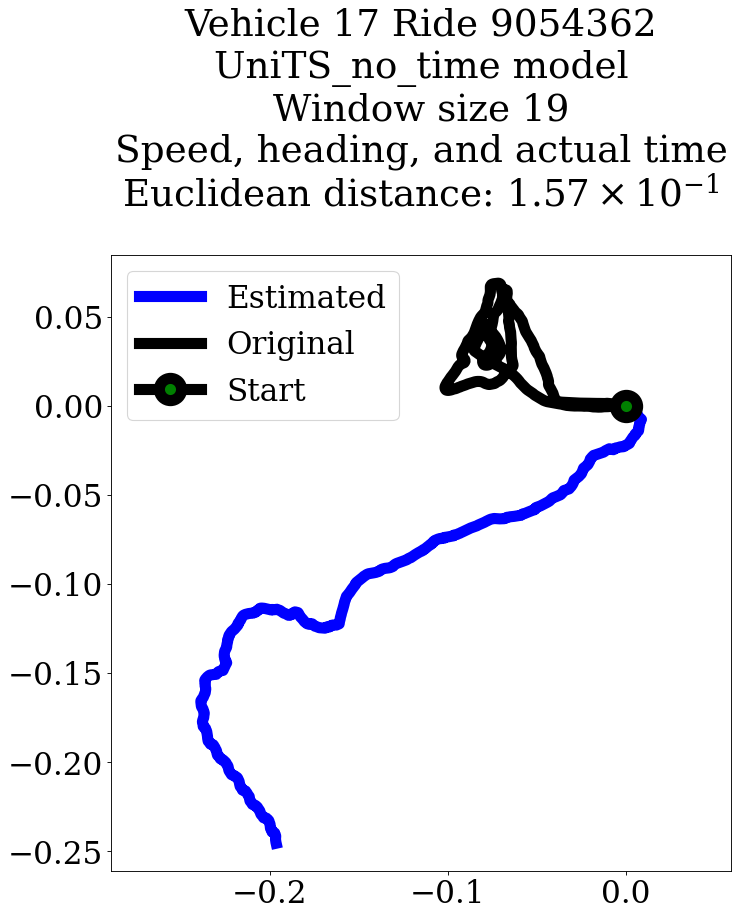 Vehicle 17 Ride 9054362
UniTS_no_time model
Window size 19
Speed, heading, and actual time
Euclidean distance: 1.57 × 10⁻¹
Estimated
Original
Start
0.05
0.00
−0.05
−0.10
−0.15
−0.20
−0.25
−0.2
−0.1
0.0